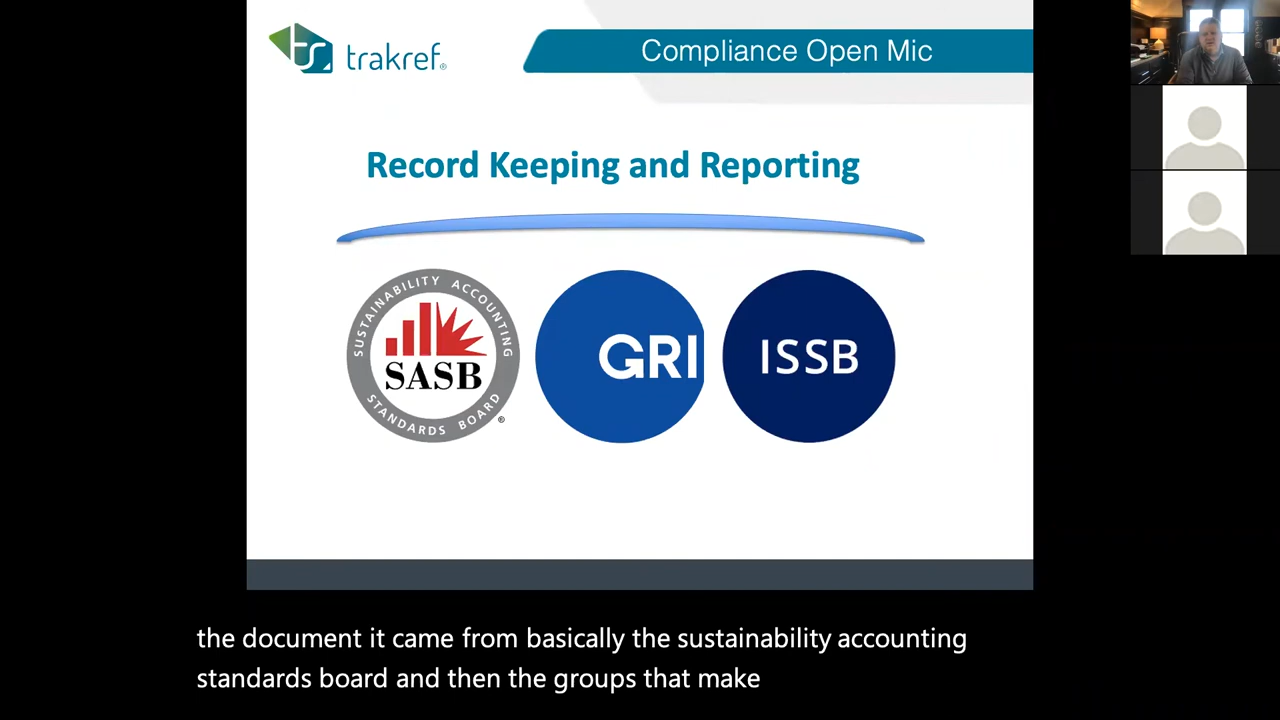 trakref®
Compliance Open Mic
Record Keeping and Reporting
SUSTAINABILITY ACCOUNTING
SASB
STANDARDS BOARD
®
GRI
ISSB
the document it came from basically the sustainability accounting
standards board and then the groups that make